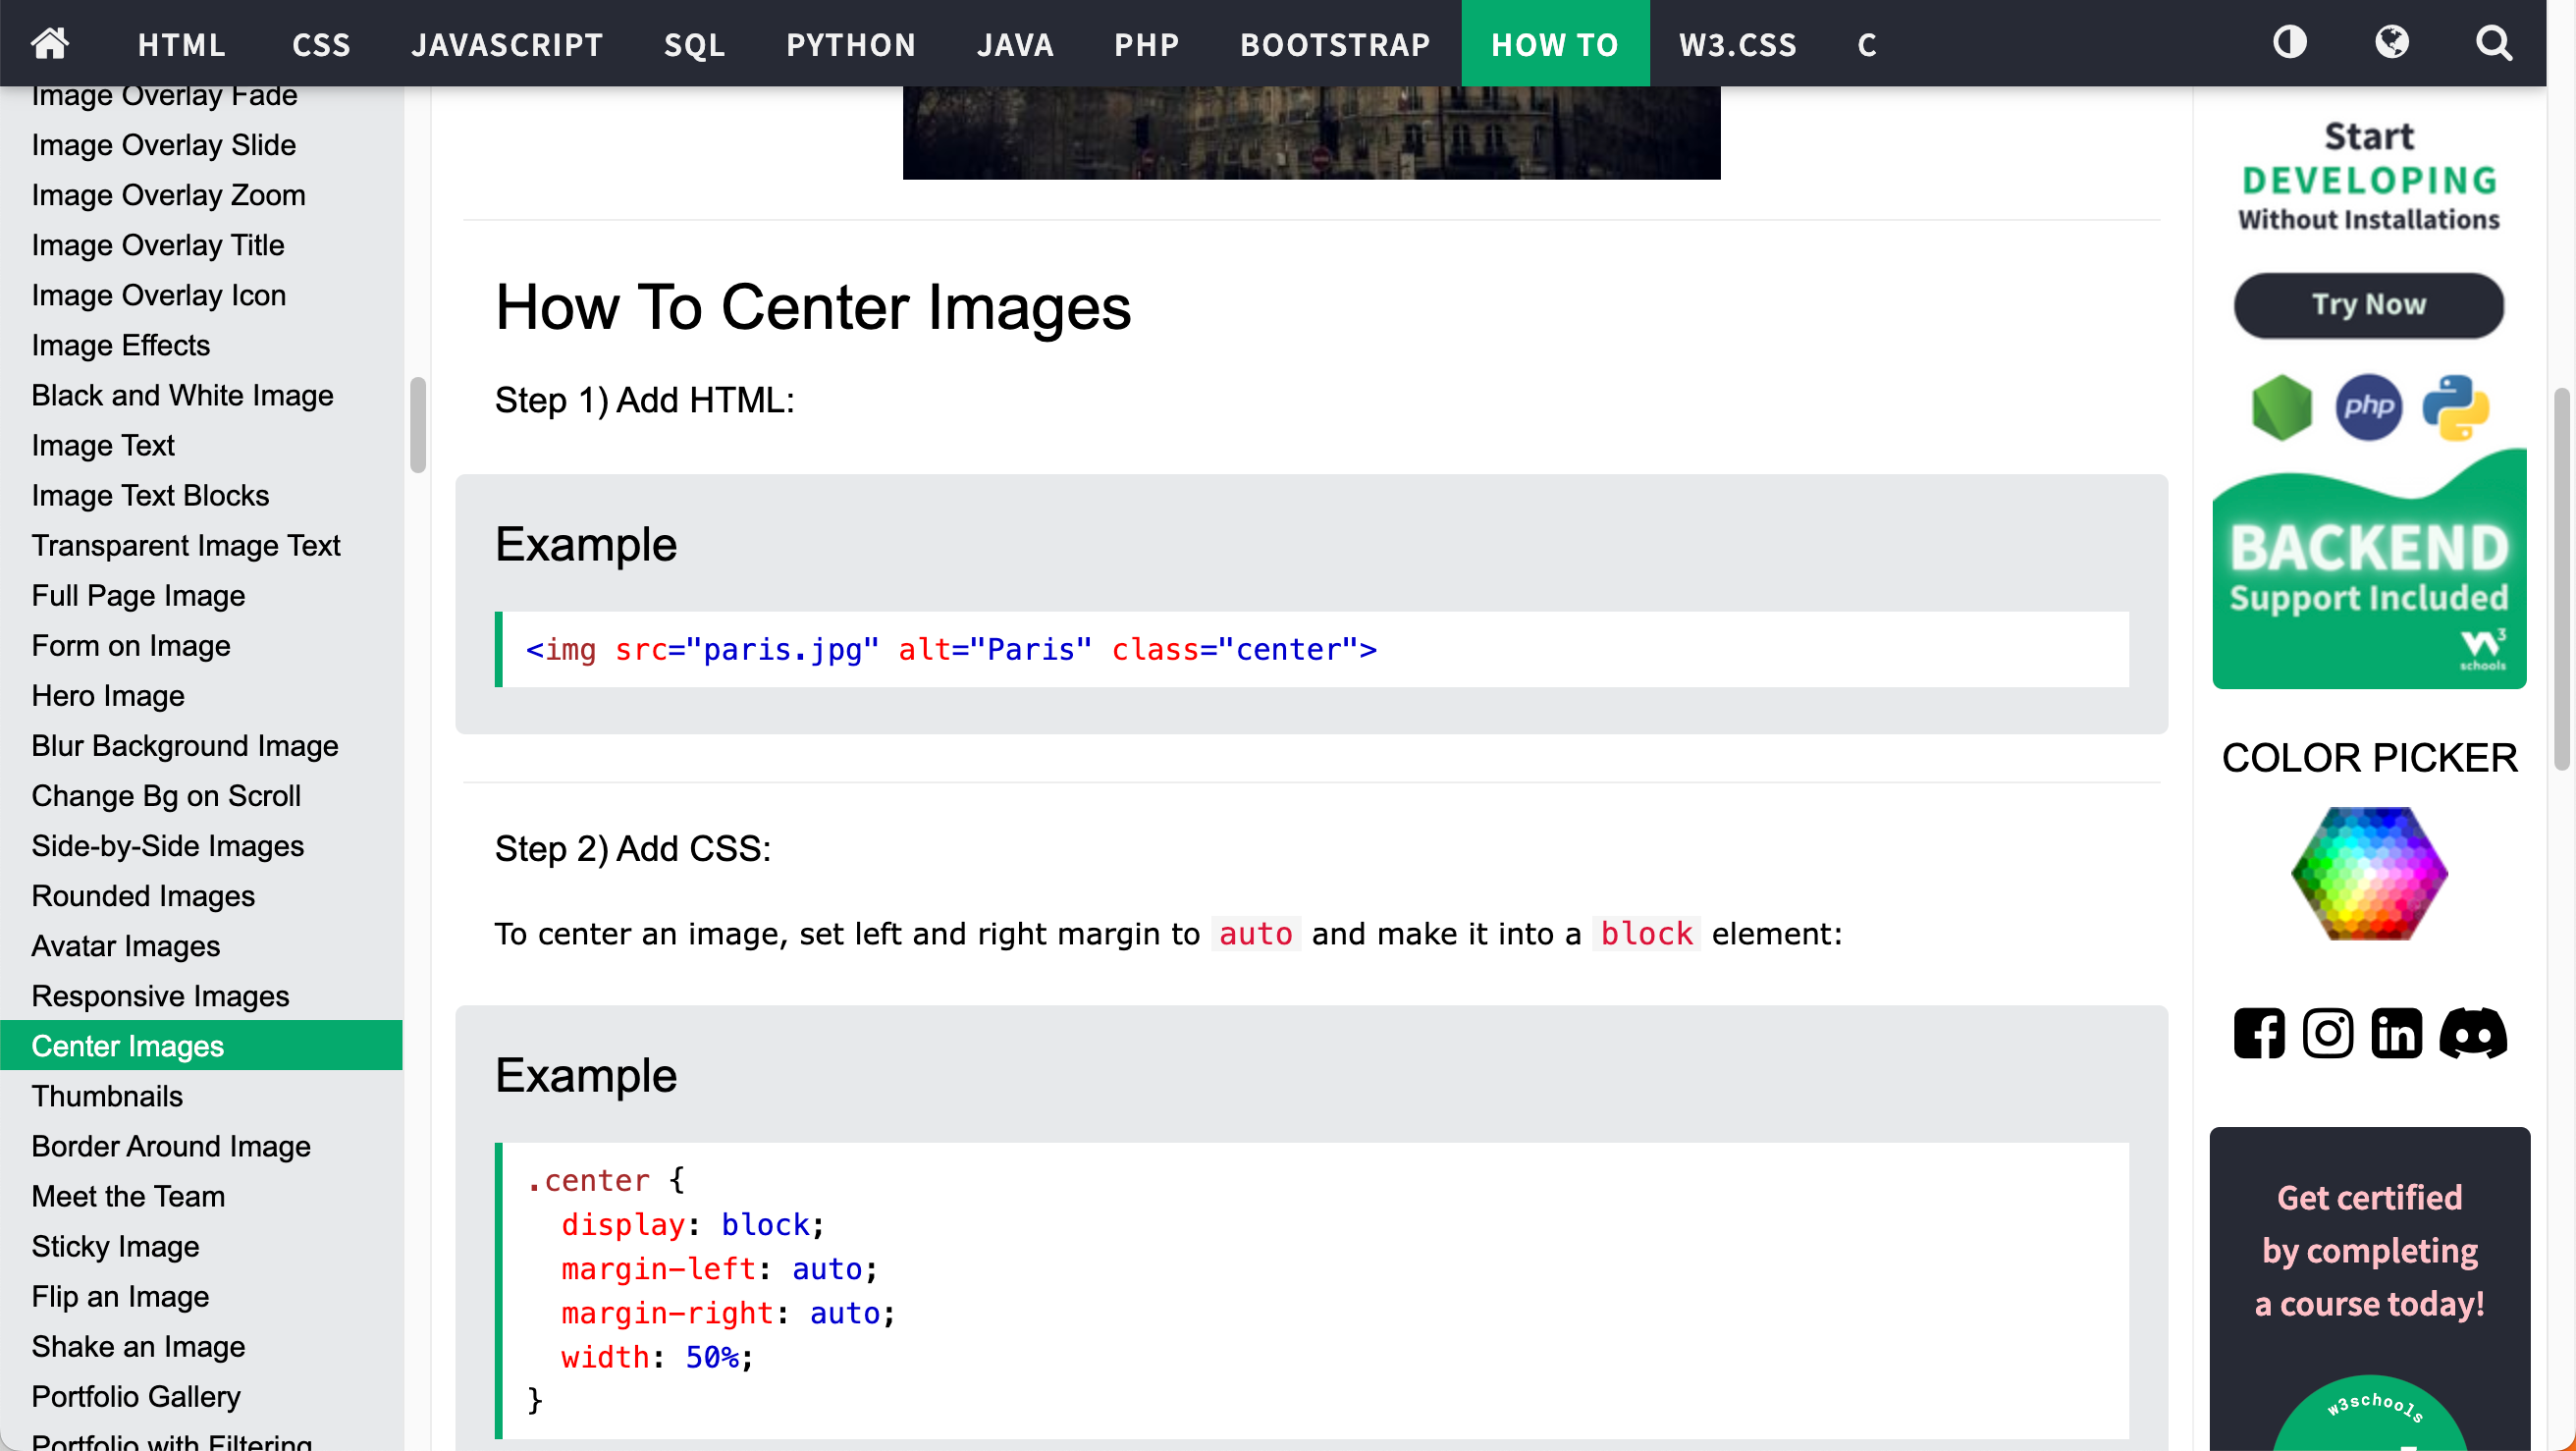 HTML CSS JAVASCRIPT SQL PYTHON JAVA PHP BOOTSTRAP HOW TO W3.CSS C
Image Overlay Fade
Image Overlay Slide
Image Overlay Zoom
Image Overlay Title
Image Overlay Icon
Image Effects
Black and White Image
Image Text
Image Text Blocks
Transparent Image Text
Full Page Image
Form on Image
Hero Image
Blur Background Image
Change Bg on Scroll
Side-by-Side Images
Rounded Images
Avatar Images
Responsive Images
Center Images
Thumbnails
Border Around Image
Meet the Team
Sticky Image
Flip an Image
Shake an Image
Portfolio Gallery
Portfolio with Filtering
How To Center Images
Step 1) Add HTML:
Example
<img src="paris.jpg" alt="Paris" class="center">
Step 2) Add CSS:
To center an image, set left and right margin to auto and make it into a block element:
Example
.center {
  display: block;
  margin-left: auto;
  margin-right: auto;
  width: 50%;
}
Start
DEVELOPING
Without Installations
Try Now
php
BACKEND
Support Included
W3
schools
COLOR PICKER
Get certified
by completing
a course today!
w3schools